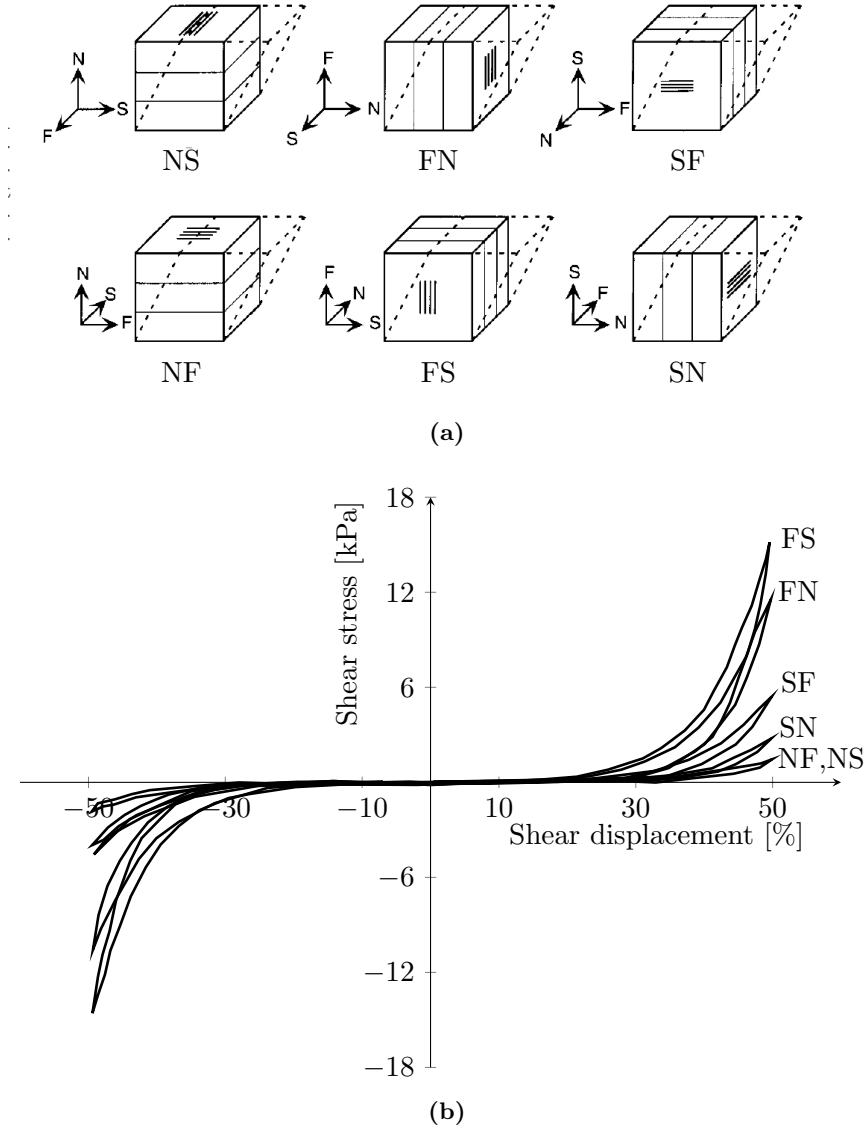 N
S
F
NS
F
N
S
FN
S
F
N
SF
N
S
F
NF
F
N
S
FS
S
F
N
SN
(a)
18
12
6
−6
−12
−18
Shear stress [kPa]
FS
FN
SF
SN
NF,NS
−50
−30
−10
10
30
50
Shear displacement [%]
(b)